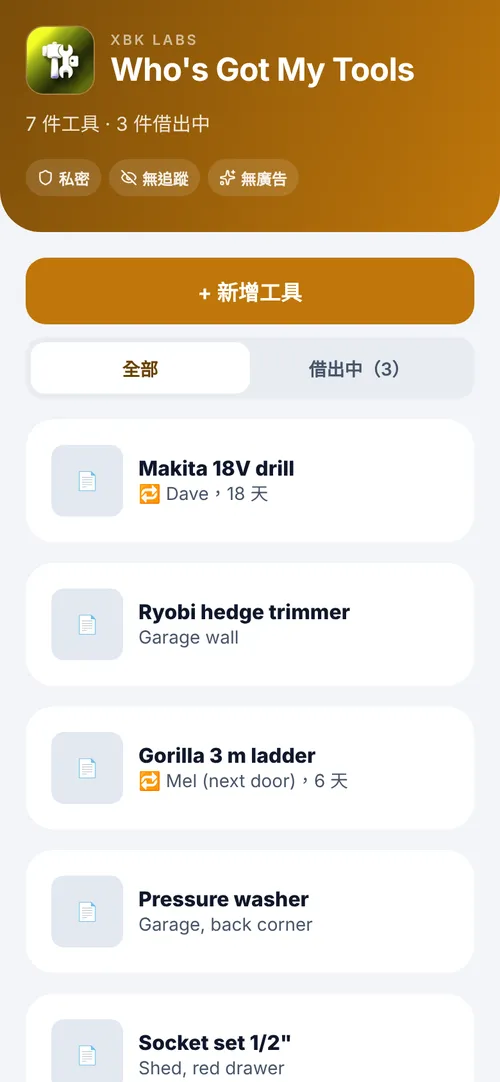 XBK LABS
Who's Got My Tools
7 件工具 · 3 件借出中
私密
無追蹤
無廣告
+ 新增工具
全部
借出中（3）
Makita 18V drill
🔁 Dave，18 天
Ryobi hedge trimmer
Garage wall
Gorilla 3 m ladder
🔁 Mel (next door)，6 天
Pressure washer
Garage, back corner
Socket set 1/2"
Shed, red drawer